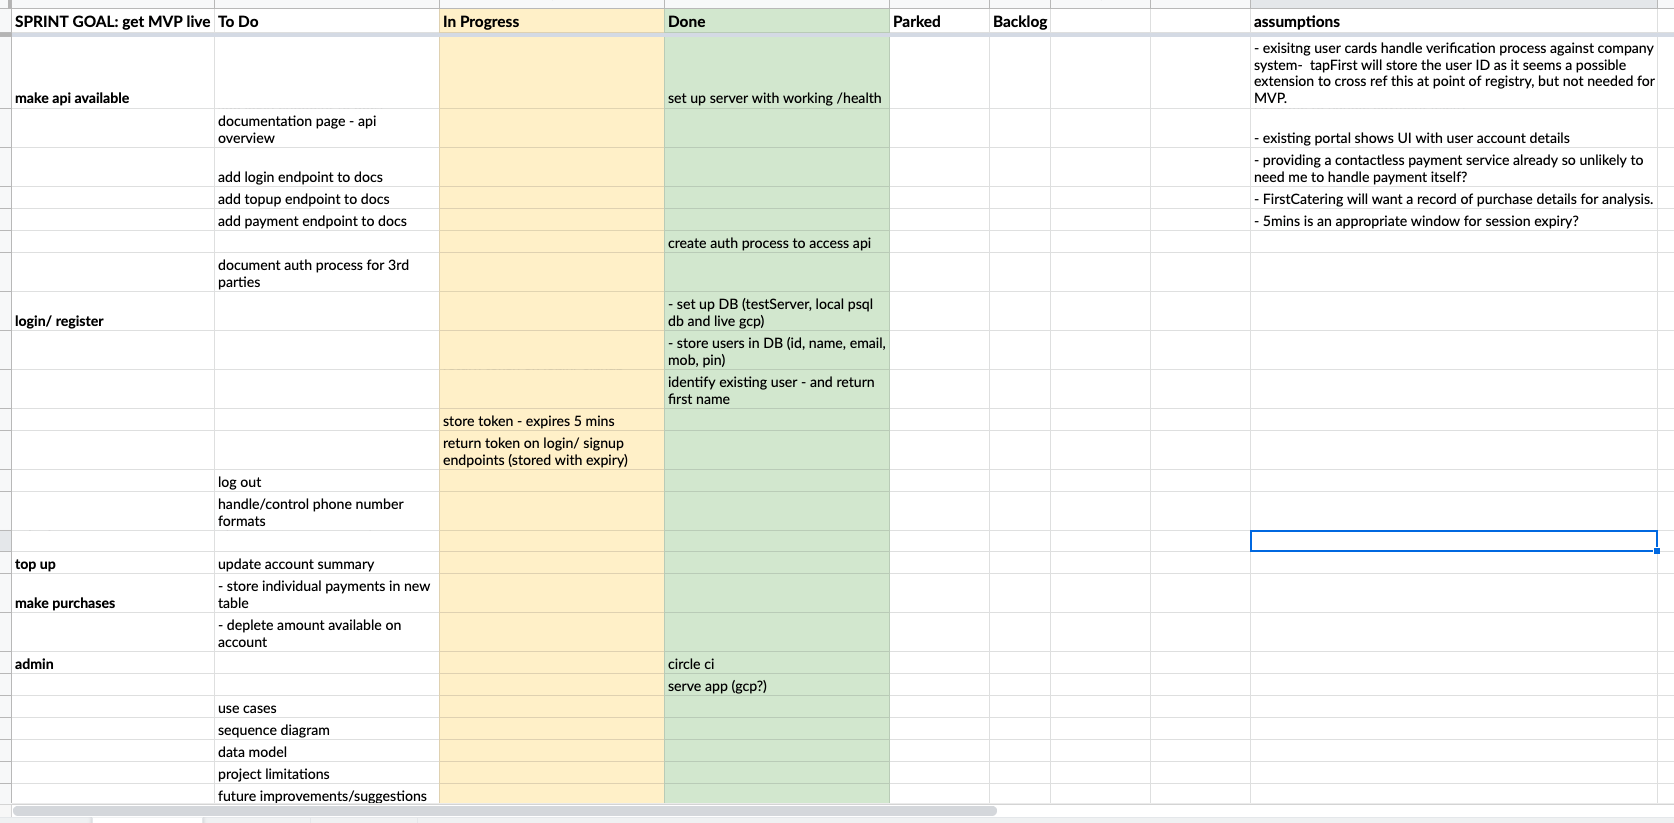 SPRINT GOAL: get MVP live To Do In Progress Done Parked Backlog assumptions
make api available
set up server with working /health
- exisitng user cards handle verification process against company
system-  tapFirst will store the user ID as it seems a possible
extension to cross ref this at point of registry, but not needed for
MVP.
documentation page - api
overview
- existing portal shows UI with user account details
add login endpoint to docs
- providing a contactless payment service already so unlikely to
need me to handle payment itself?
add topup endpoint to docs
- FirstCatering will want a record of purchase details for analysis.
add payment endpoint to docs
- 5mins is an appropriate window for session expiry?
create auth process to access api
document auth process for 3rd
parties
login/ register
- set up DB (testServer, local psql
db and live gcp)
- store users in DB (id, name, email,
mob, pin)
identify existing user - and return
first name
store token - expires 5 mins
return token on login/ signup
endpoints (stored with expiry)
log out
handle/control phone number
formats
top up
update account summary
make purchases
- store individual payments in new
table
- deplete amount available on
account
admin
circle ci
serve app (gcp?)
use cases
sequence diagram
data model
project limitations
future improvements/suggestions